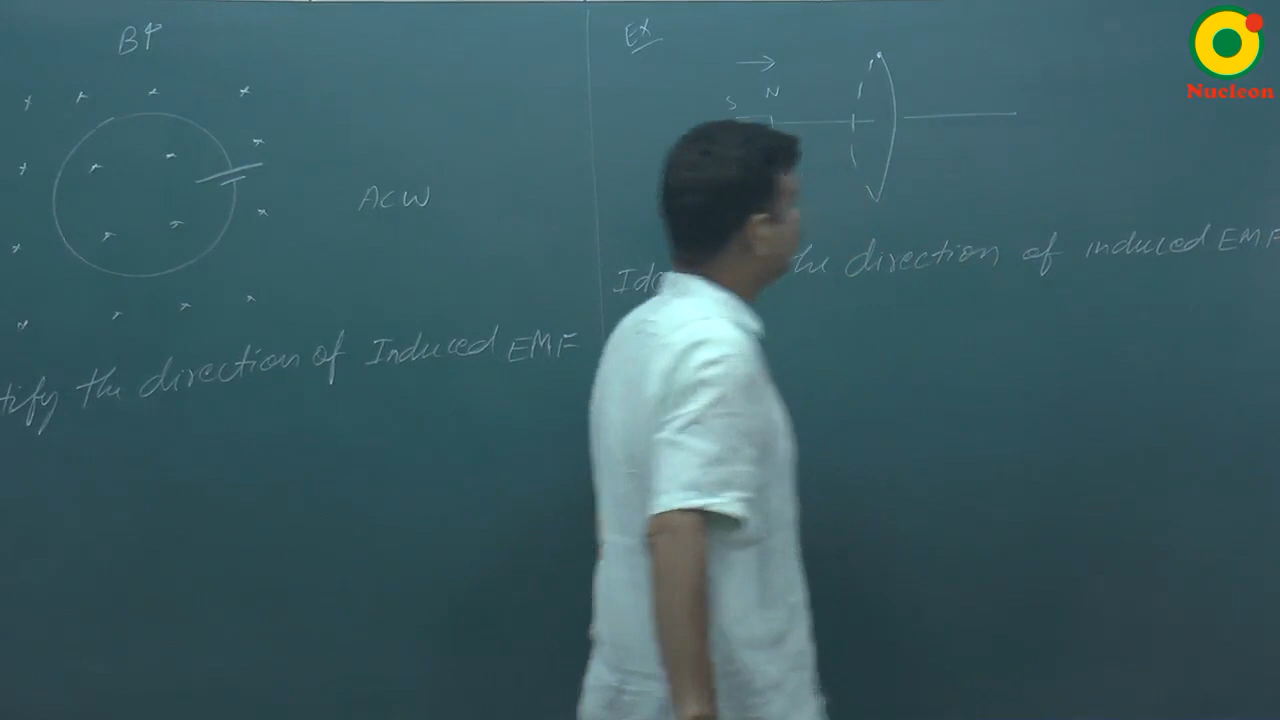 B↑
ACW
tify the direction of Induced EMF
Ex
S N
the direction of induced EMF
Nucleon